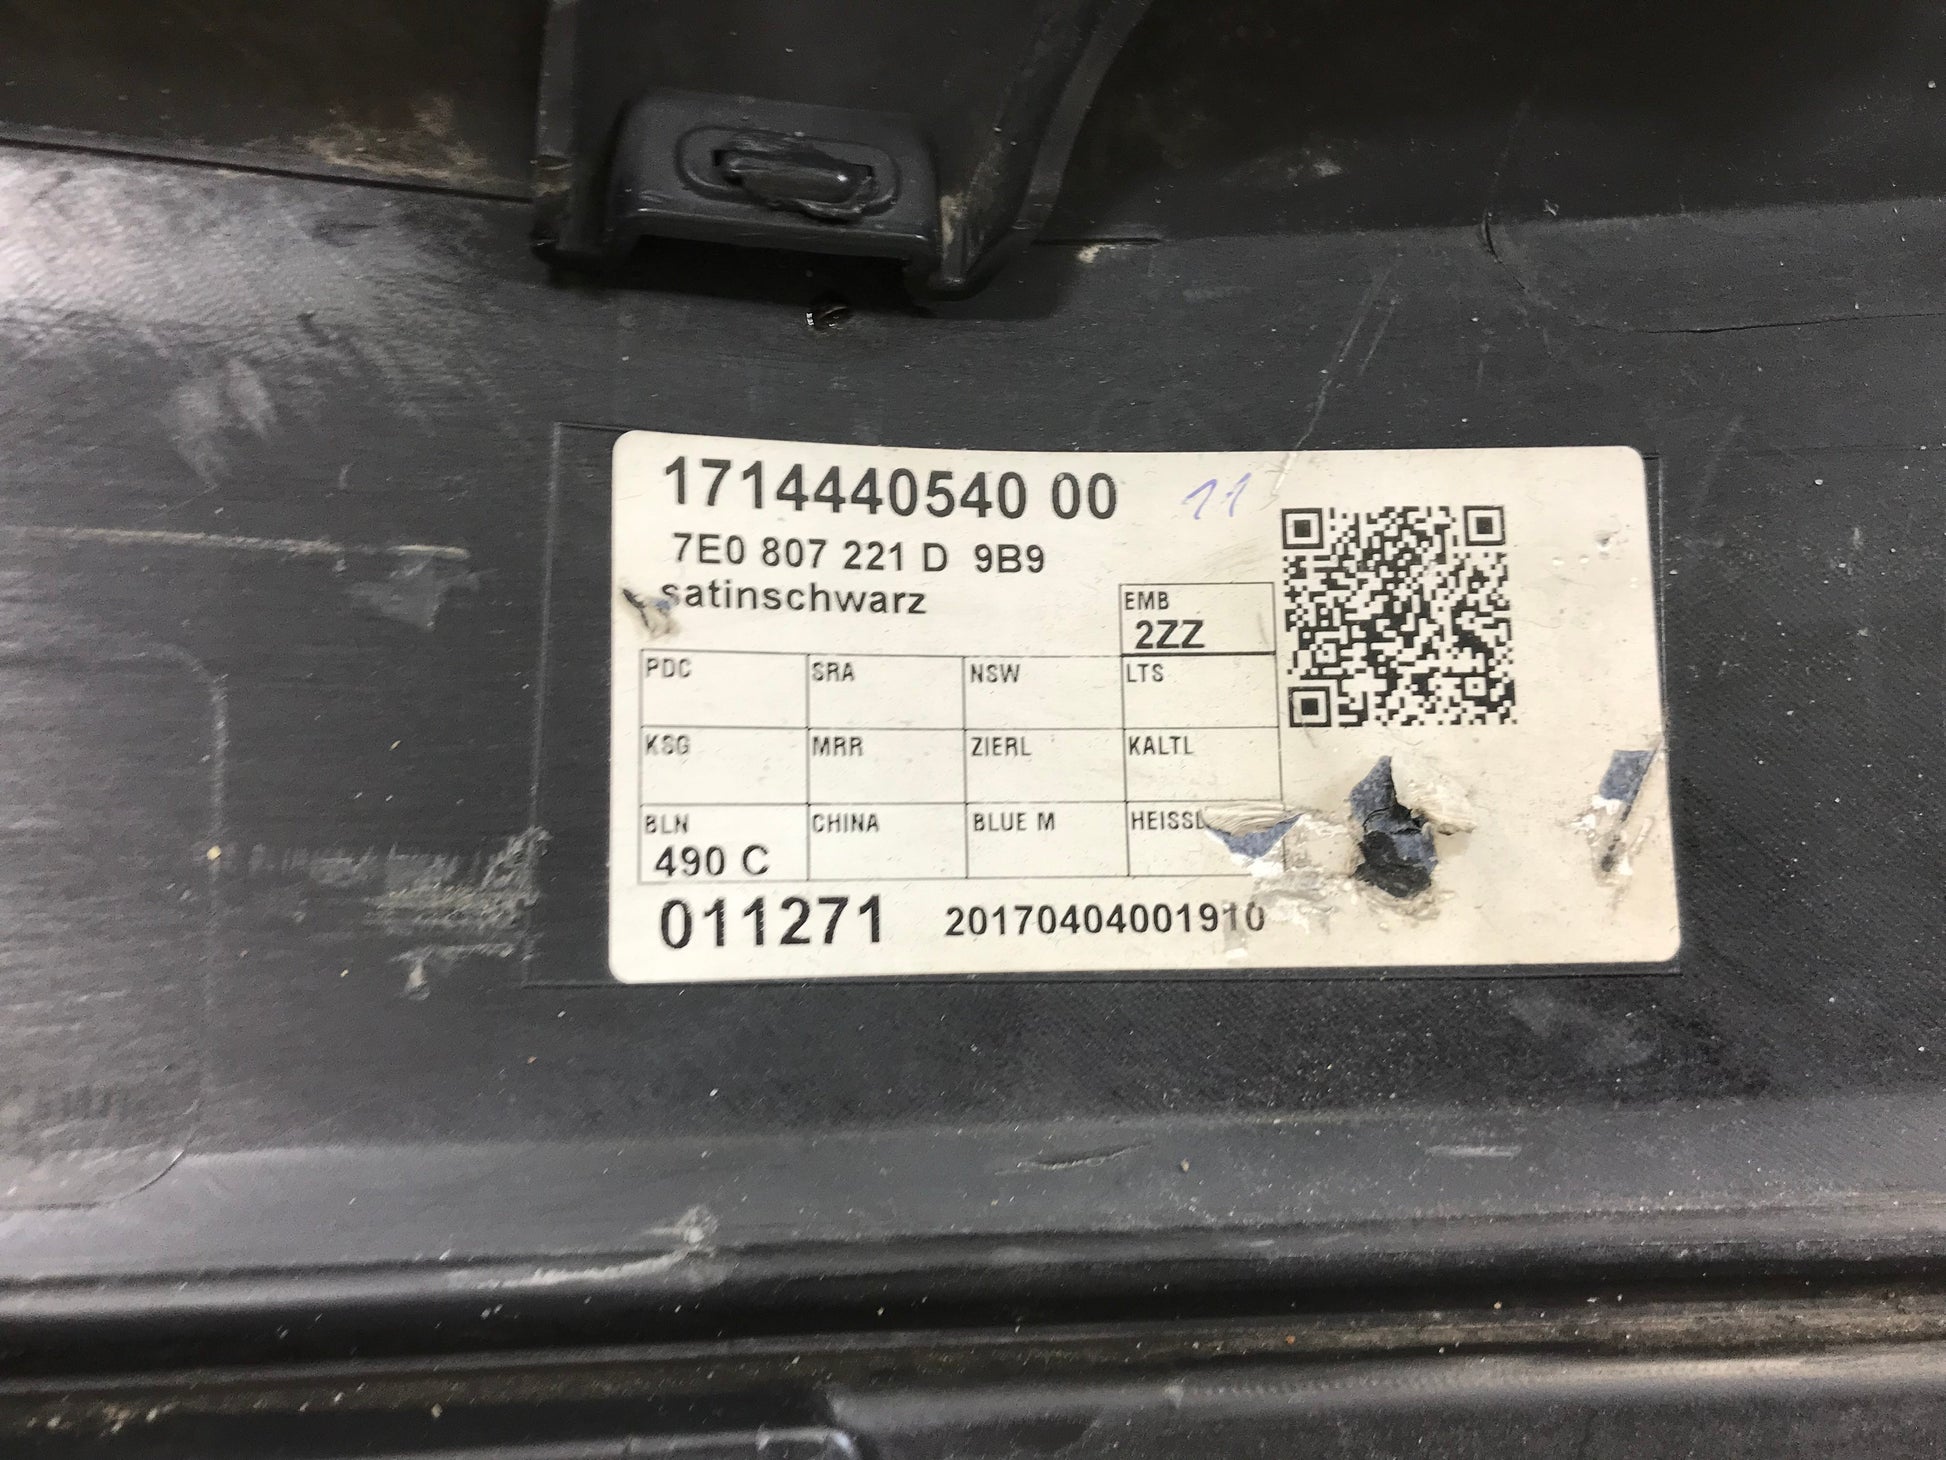 1714440540 00 11
7E0 807 221 D 9B9
satinschwarz
EMB
2ZZ
PDC SRA NSW LTS
KSG MRR ZIERL KALTL
BLN CHINA BLUE M HEISSL
490 C
011271 20170404001910